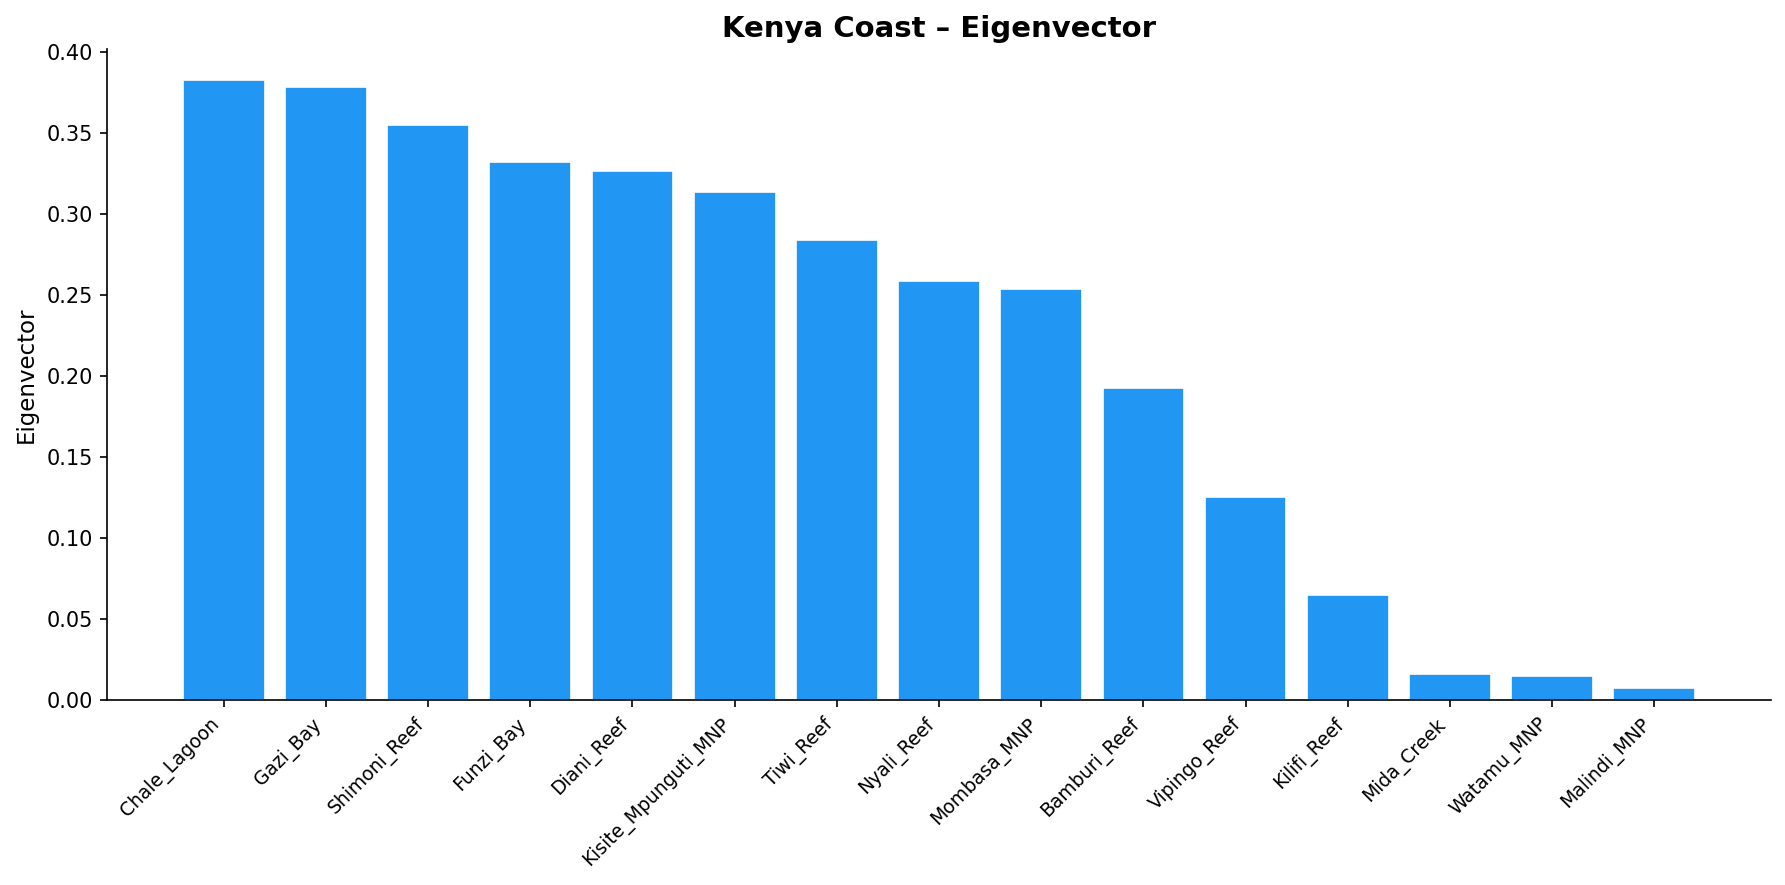 Kenya Coast – Eigenvector
Eigenvector
0.40
0.35
0.30
0.25
0.20
0.15
0.10
0.05
0.00
Chale_Lagoon
Gazi_Bay
Shimoni_Reef
Funzi_Bay
Diani_Reef
Kisite_Mpunguti_MNP
Tiwi_Reef
Nyali_Reef
Mombasa_MNP
Bamburi_Reef
Vipingo_Reef
Kilifi_Reef
Mida_Creek
Watamu_MNP
Malindi_MNP